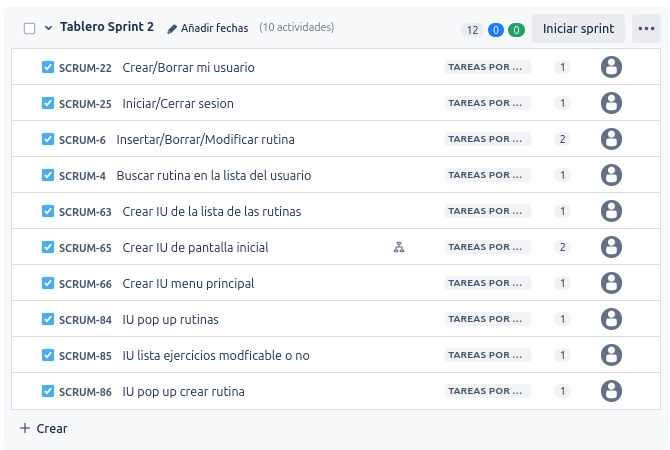 Tablero Sprint 2 Añadir fechas (10 actividades) 12 0 0 Iniciar sprint
SCRUM-22 Crear/Borrar mi usuario TAREAS POR ... 1
SCRUM-25 Iniciar/Cerrar sesion TAREAS POR ... 1
SCRUM-6 Insertar/Borrar/Modificar rutina TAREAS POR ... 2
SCRUM-4 Buscar rutina en la lista del usuario TAREAS POR ... 1
SCRUM-63 Crear IU de la lista de las rutinas TAREAS POR ... 1
SCRUM-65 Crear IU de pantalla inicial TAREAS POR ... 2
SCRUM-66 Crear IU menu principal TAREAS POR ... 1
SCRUM-84 IU pop up rutinas TAREAS POR ... 1
SCRUM-85 IU lista ejercicios modficable o no TAREAS POR ... 1
SCRUM-86 IU pop up crear rutina TAREAS POR ... 1
+ Crear